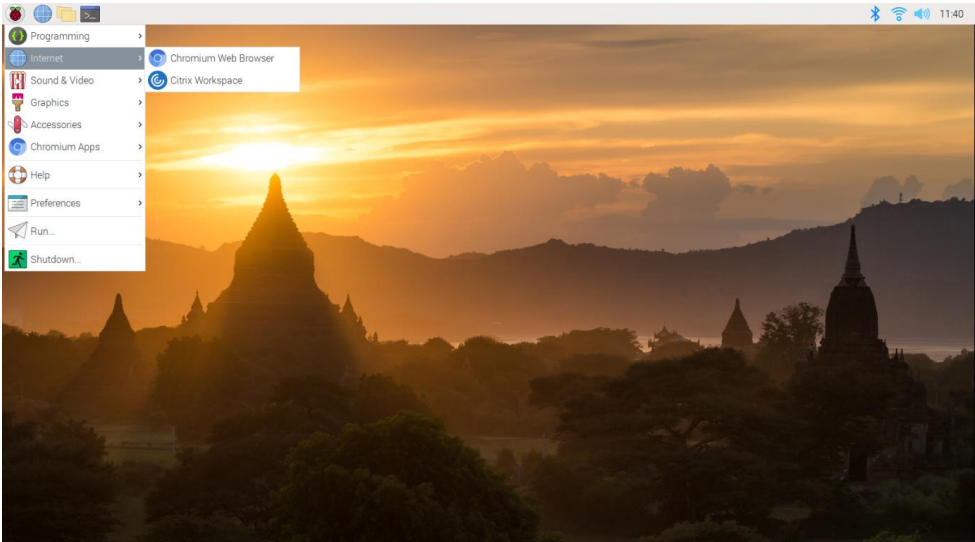 11:40
Programming
Internet
Chromium Web Browser
Sound & Video
Citrix Workspace
Graphics
Accessories
Chromium Apps
Help
Preferences
Run...
Shutdown...